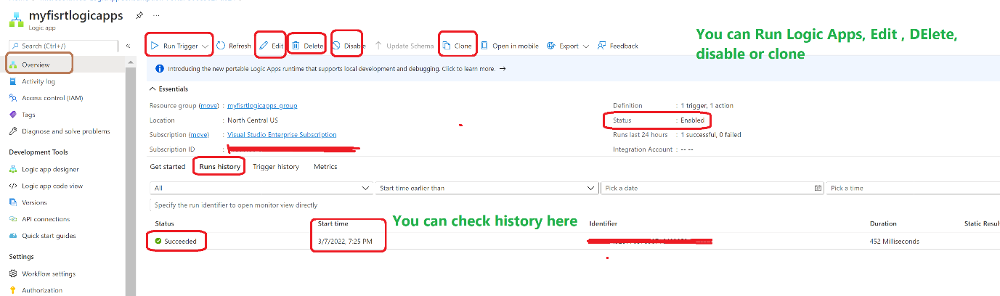 myfisrtlogicapps
Logic app
Search (Ctrl+/)
Overview
Activity log
Access control (IAM)
Tags
Diagnose and solve problems
Development Tools
Logic app designer
Logic app code view
Versions
API connections
Quick start guides
Settings
Workflow settings
Authorization
Run Trigger Refresh Edit Delete Disable Update Schema Clone Open in mobile Export Feedback
You can Run Logic Apps, Edit , DElete,
disable or clone
Introducing the new portable Logic Apps runtime that supports local development and debugging. Click to learn more. →
Essentials
Resource group (move) : myfisrtlogicapps_group
Location : North Central US
Subscription (move) : Visual Studio Enterprise Subscription
Subscription ID :
Definition : 1 trigger, 1 action
Status : Enabled
Runs last 24 hours : 1 successful, 0 failed
Integration Account : -- --
Get started Runs history Trigger history Metrics
All Start time earlier than Pick a date Pick a time
Specify the run identifier to open monitor view directly
You can check history here
Status Start time Identifier Duration Static Resul
Succeeded 3/7/2022, 7:25 PM 452 Milliseconds